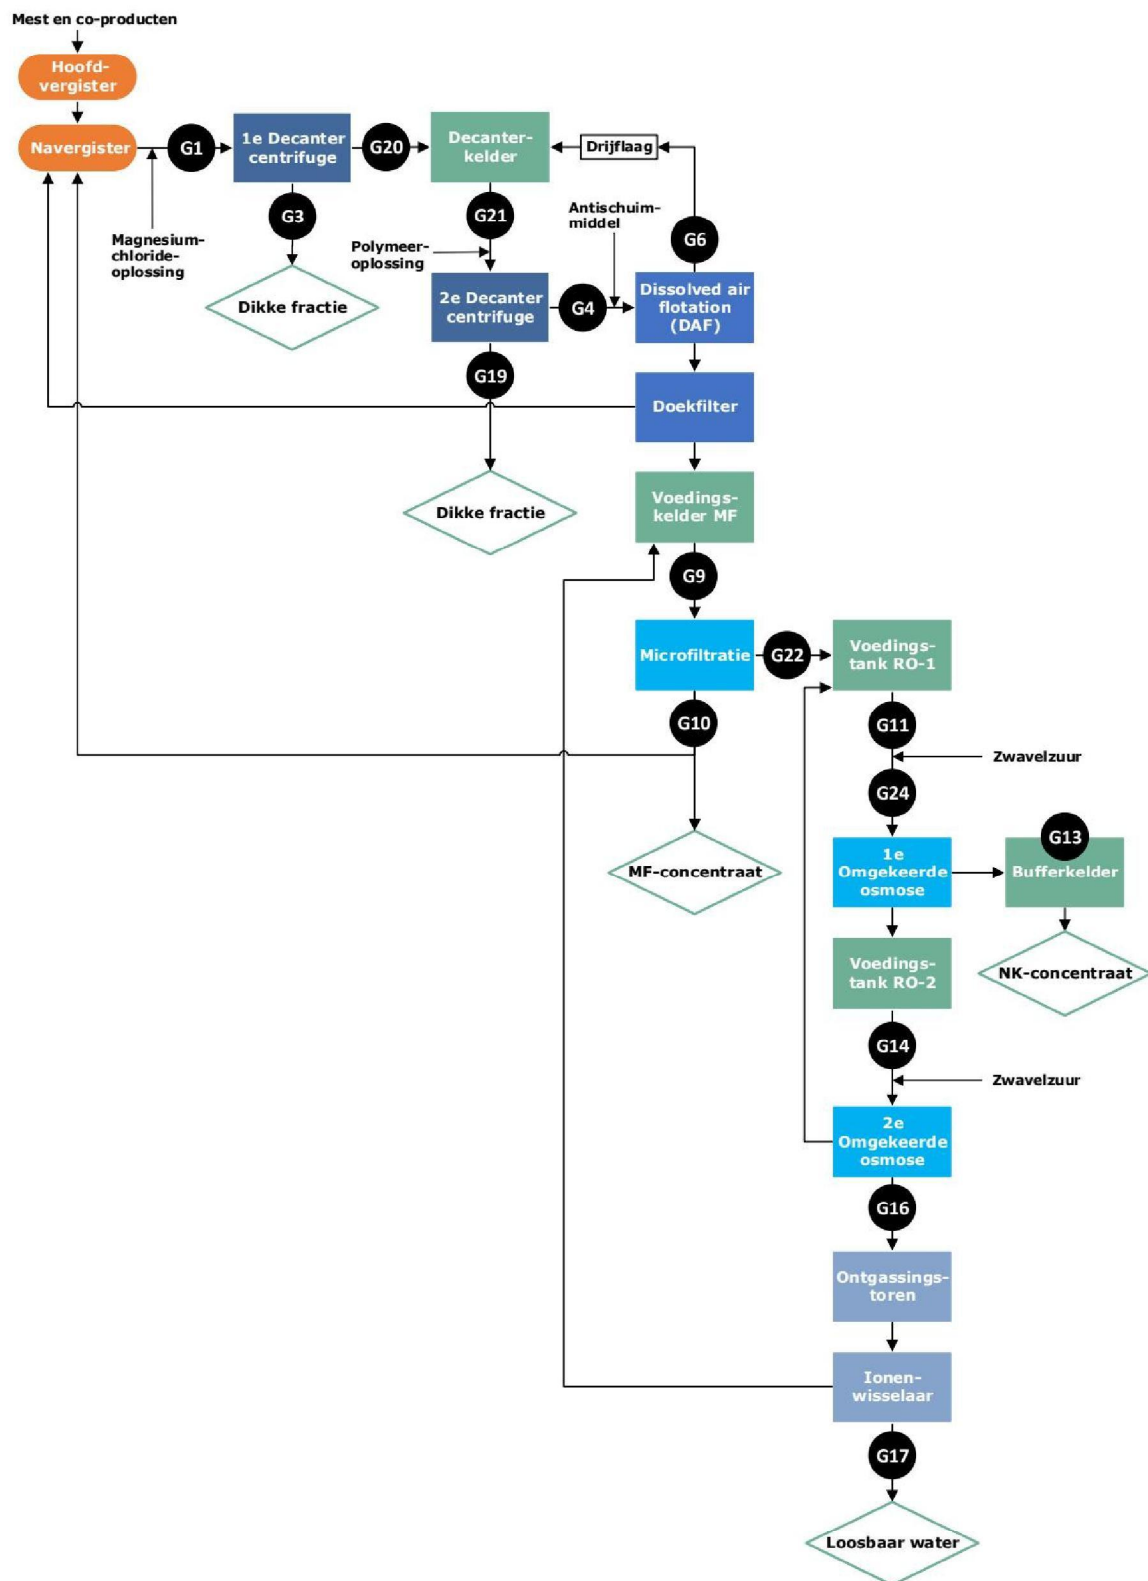 Mest en co-producten
Hoofd-
vergister
Navergister
G1
1e Decanter
centrifuge
G20
Decanter-
kelder
Drijflaag
G3
G21
Antischuim-
middel
G6
Magnesium-
chloride-
oplossing
Polymeer-
oplossing
Dikke fractie
2e Decanter
centrifuge
G4
Dissolved air
flotation
(DAF)
G19
Doekfilter
Dikke fractie
Voedings-
kelder MF
G9
Microfiltratie
G22
Voedings-
tank RO-1
G10
G11
Zwavelzuur
G24
MF-concentraat
1e
Omgekeerde
osmose
G13
Bufferkelder
Voedings-
tank RO-2
NK-concentraat
G14
Zwavelzuur
2e
Omgekeerde
osmose
G16
Ontgassings-
toren
Ionen-
wisselaar
G17
Loosbaar water